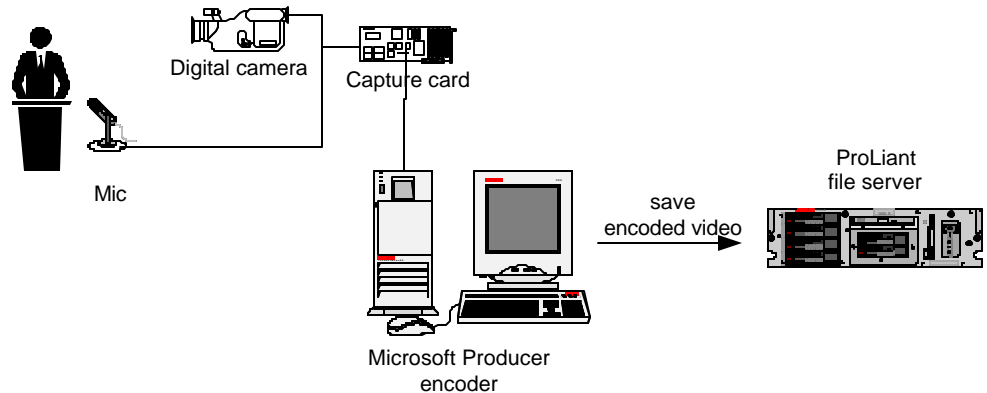 Digital camera
Capture card
Mic
ProLiant
file server
save
encoded video
Microsoft Producer
encoder